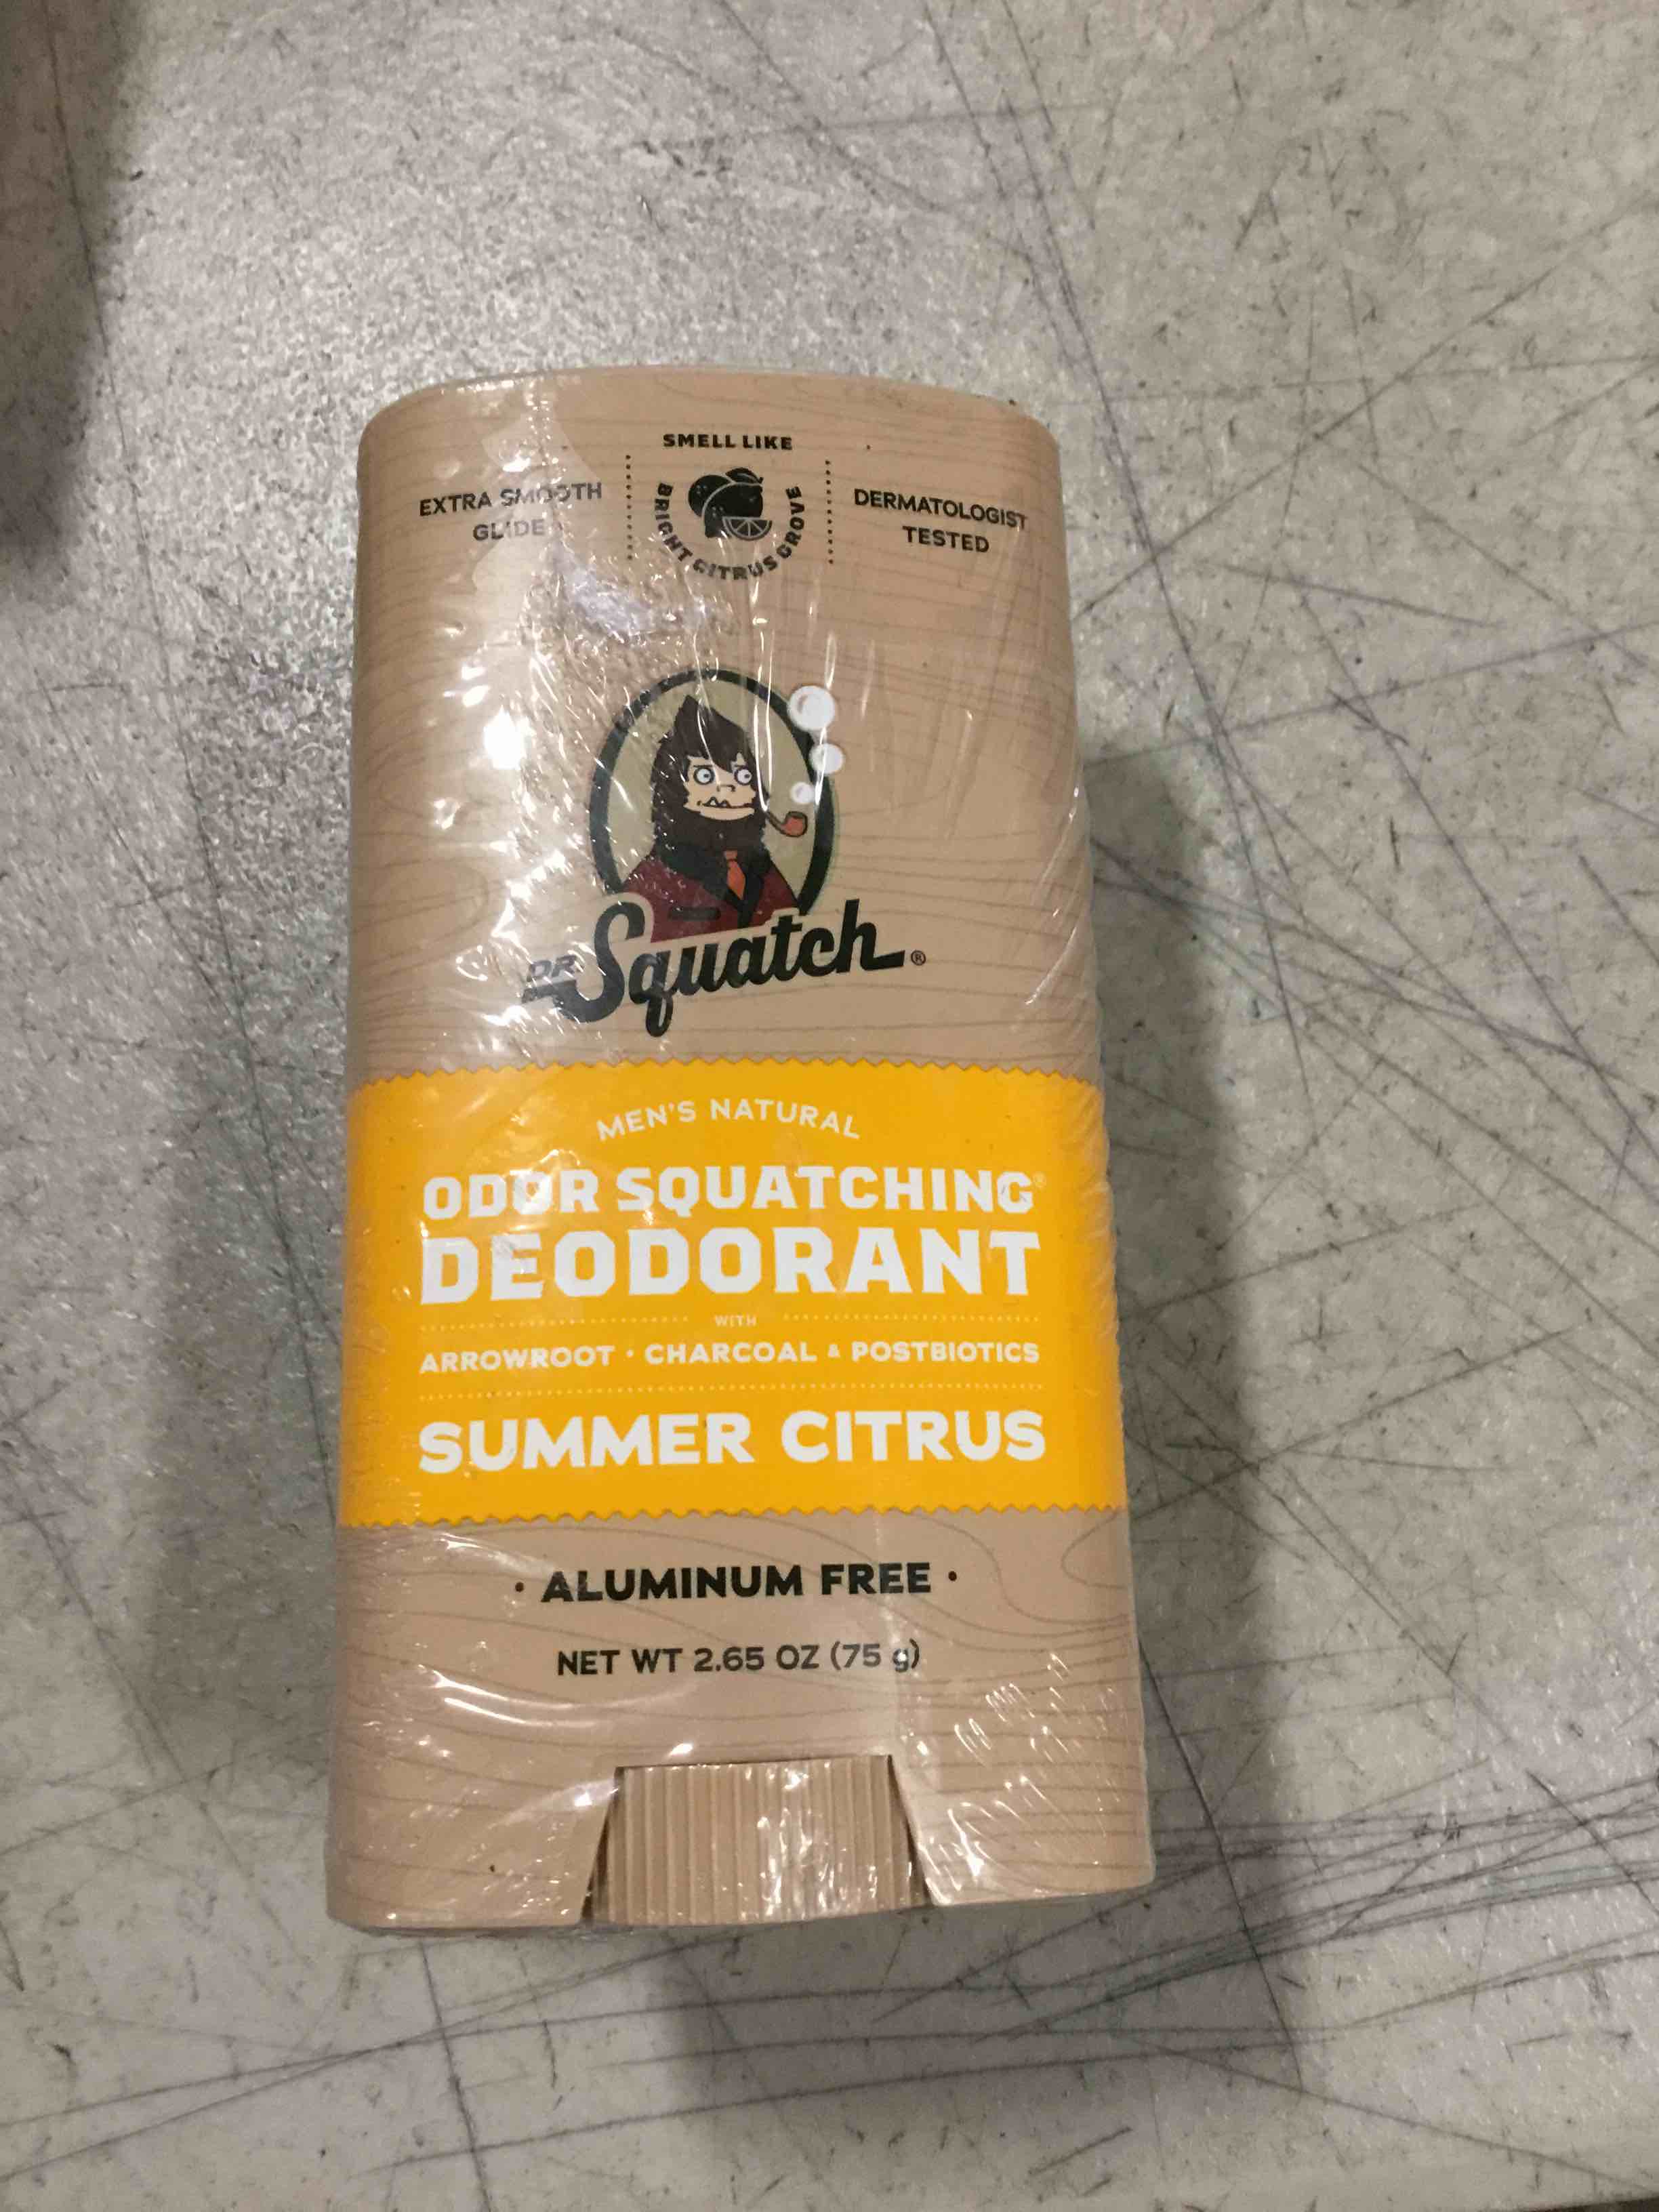 SMELL LIKE
EXTRA SMOOTH
GLIDE
BRIGHT CITRUS GROVE
DERMATOLOGIST
TESTED
DR Squatch®
MEN'S NATURAL
ODOR SQUATCHING®
DEODORANT
WITH
ARROWROOT • CHARCOAL & POSTBIOTICS
SUMMER CITRUS
• ALUMINUM FREE •
NET WT 2.65 OZ (75 g)